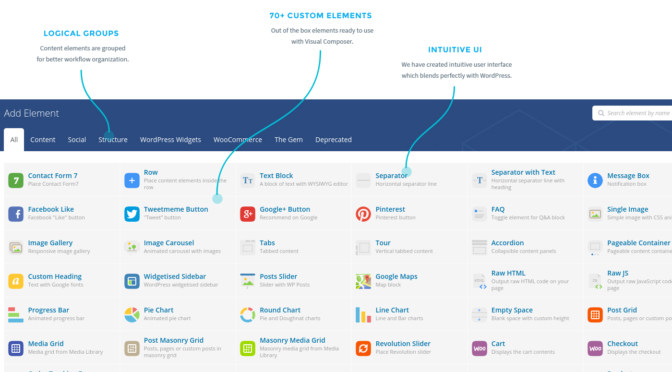 70+ CUSTOM ELEMENTS
Out of the box elements ready to use
with Visual Composer.
LOGICAL GROUPS
Content elements are grouped
for better workflow organization.
INTUITIVE UI
We have created intuitive user interface
which blends perfectly with WordPress.
Add Element
Search element by name
All Content Social Structure WordPress Widgets WooCommerce The Gem Deprecated
7 Contact Form 7
Place Contact Form7
Row
Place content elements inside the
row
Text Block
A block of text with WYSIWYG editor
Separator
Horizontal separator line
Separator with Text
Horizontal separator line with
heading
Message Box
Notification box
Facebook Like
Facebook "Like" button
Tweetmeme Button
"Tweet" button
Google+ Button
Recommend on Google
Pinterest
Pinterest button
FAQ
Toggle element for Q&A block
Single Image
Simple image with CSS
Image Gallery
Responsive image gallery
Image Carousel
Animated carousel with images
Tabs
Tabbed content
Tour
Vertical tabbed content
Accordion
Collapsible content panels
Pageable Container
Pageable content
Custom Heading
Text with Google fonts
Widgetised Sidebar
WordPress widgetised sidebar
Posts Slider
Slider with WP Posts
Google Maps
Map block
Raw HTML
Output raw HTML code on your
page
Raw JS
Output raw JavaScript
page
Progress Bar
Animated progress bar
Pie Chart
Animated pie chart
Round Chart
Pie and Doughnat charts
Line Chart
Line and Bar charts
Empty Space
Blank space with custom height
Post Grid
Posts, pages or custom
Media Grid
Media grid from Media Library
Post Masonry Grid
Posts, pages or custom posts in
masonry grid
Masonry Media Grid
Masonry media grid from Media
Library
Revolution Slider
Place Revolution slider
WOO Cart
Displays the cart contents
WOO Checkout
Displays the checkout